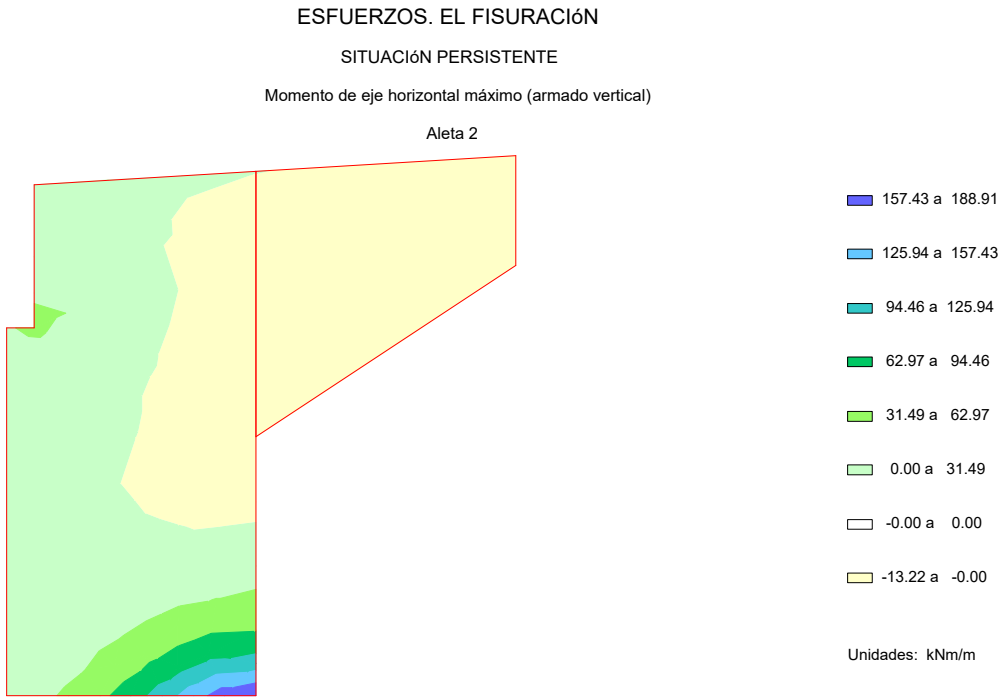 ESFUERZOS. EL FISURACIóN
SITUACIóN PERSISTENTE
Momento de eje horizontal máximo (armado vertical)
Aleta 2
157.43 a 188.91
125.94 a 157.43
94.46 a 125.94
62.97 a 94.46
31.49 a 62.97
0.00 a 31.49
-0.00 a 0.00
-13.22 a -0.00
Unidades: kNm/m